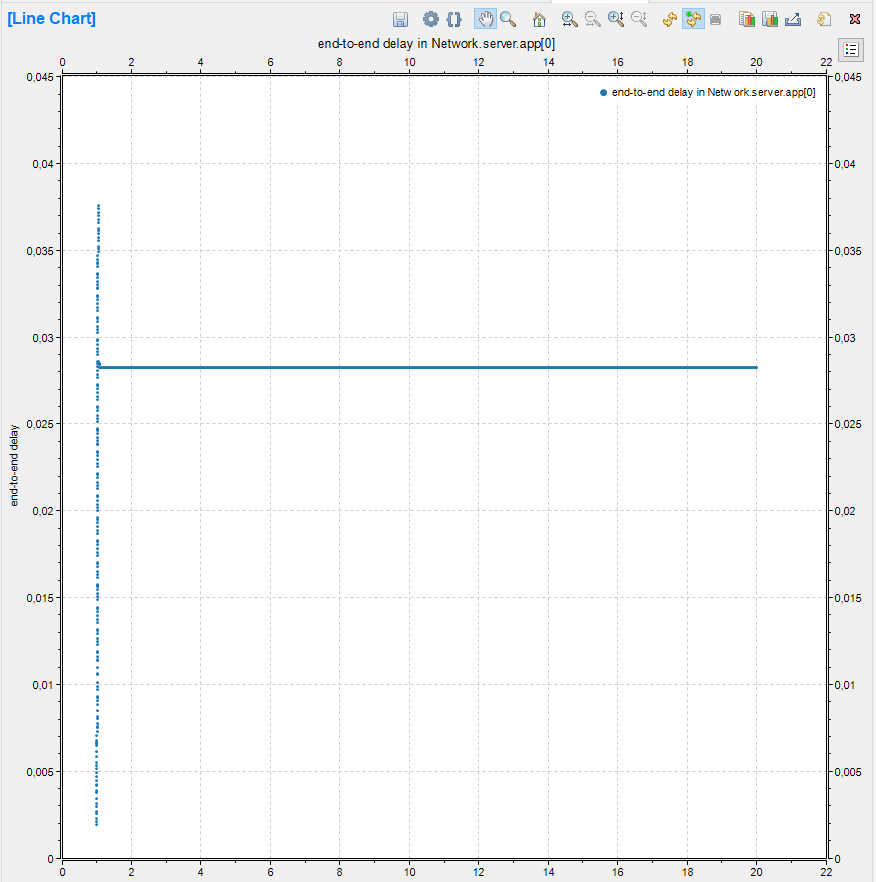 [Line Chart]
end-to-end delay in Network.server.app[0]
0 2 4 6 8 10 12 14 16 18 20 22
end-to-end delay in Network.server.app[0]
0,045 0,045
0,04 0,04
0,035 0,035
0,03 0,03
0,025 0,025
end-to-end delay
0,02 0,02
0,015 0,015
0,01 0,01
0,005 0,005
0 0
0 2 4 6 8 10 12 14 16 18 20 22